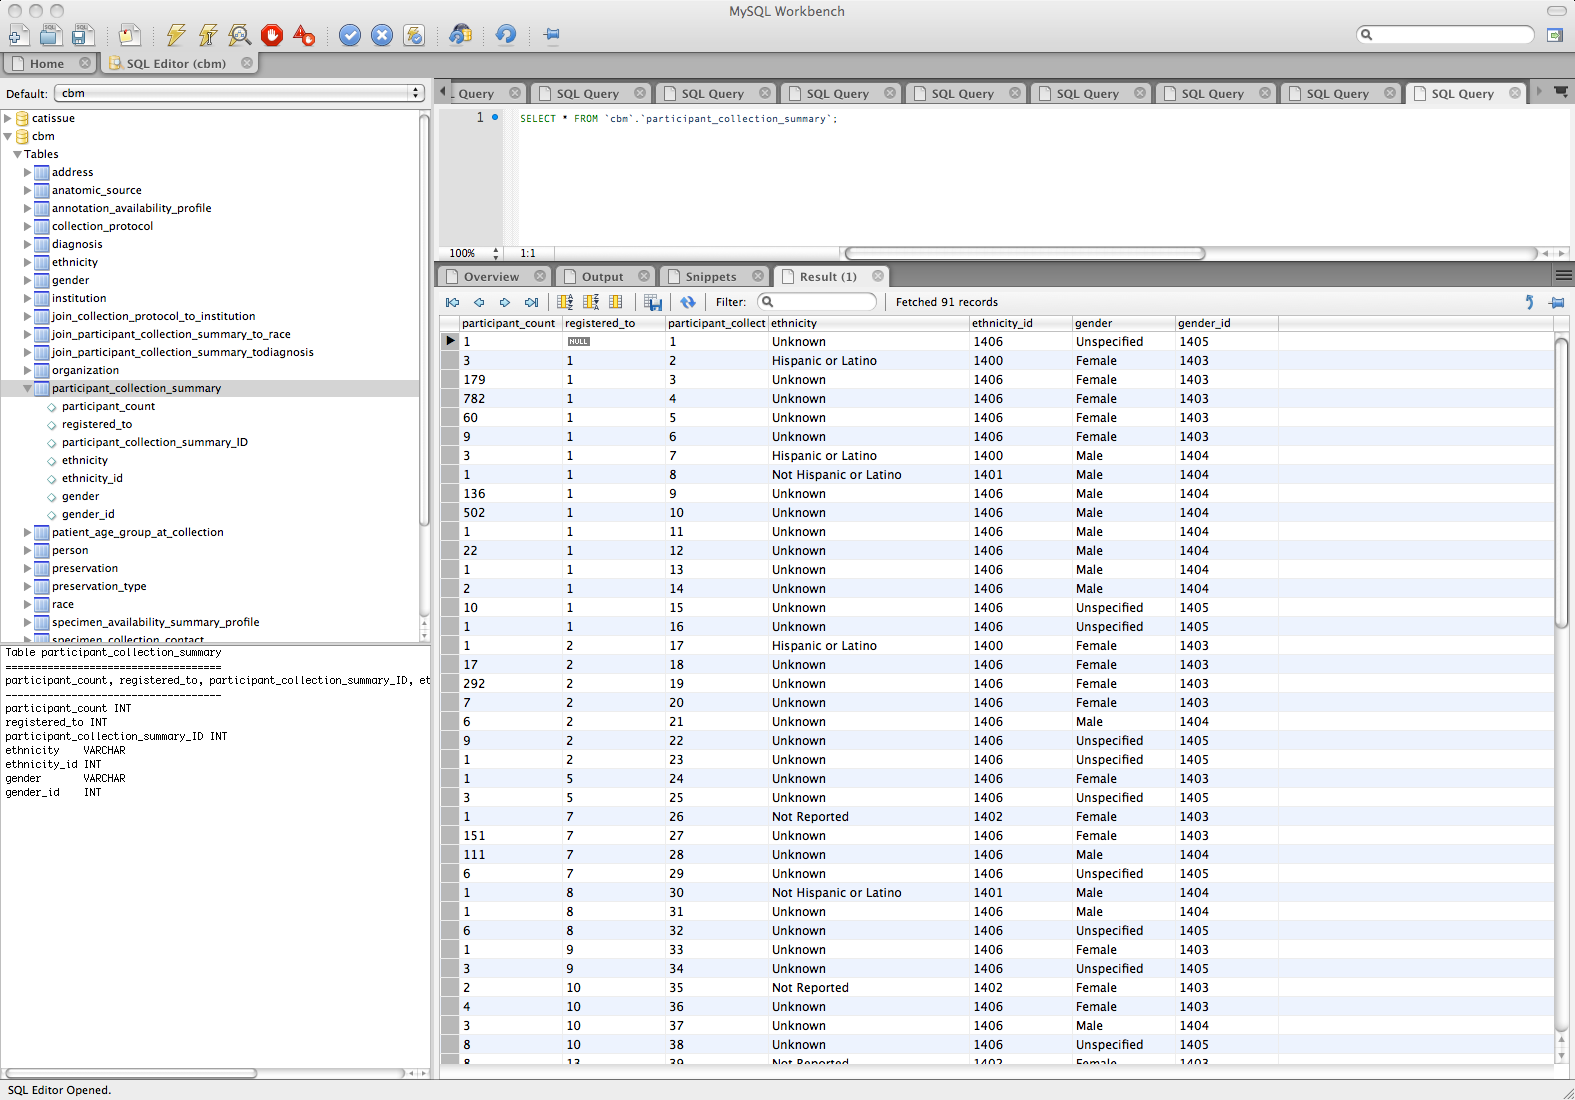 MySQL Workbench
Home
SQL Editor (cbm)
Default: cbm
catissue
cbm
Tables
address
anatomic_source
annotation_availability_profile
collection_protocol
diagnosis
ethnicity
gender
institution
join_collection_protocol_to_institution
join_participant_collection_summary_to_race
join_participant_collection_summary_todiagnosis
organization
participant_collection_summary
participant_count
registered_to
participant_collection_summary_ID
ethnicity
ethnicity_id
gender
gender_id
patient_age_group_at_collection
person
preservation
preservation_type
race
specimen_availability_summary_profile
specimen_collection_contact
Table participant_collection_summary
====================================
participant_count, registered_to, participant_collection_summary_ID, et
------------------------------------
participant_count INT
registered_to INT
participant_collection_summary_ID INT
ethnicity VARCHAR
ethnicity_id INT
gender VARCHAR
gender_id INT
Query SQL Query SQL Query SQL Query SQL Query SQL Query SQL Query SQL Query SQL Query
1 SELECT * FROM `cbm`.`participant_collection_summary`;
100% 1:1
Overview Output Snippets Result (1)
Filter: Fetched 91 records
participant_count registered_to participant_collect ethnicity ethnicity_id gender gender_id
1 NULL 1 Unknown 1406 Unspecified 1405
3 1 2 Hispanic or Latino 1400 Female 1403
179 1 3 Unknown 1406 Female 1403
782 1 4 Unknown 1406 Female 1403
60 1 5 Unknown 1406 Female 1403
9 1 6 Unknown 1406 Female 1403
3 1 7 Hispanic or Latino 1400 Male 1404
1 1 8 Not Hispanic or Latino 1401 Male 1404
136 1 9 Unknown 1406 Male 1404
502 1 10 Unknown 1406 Male 1404
1 1 11 Unknown 1406 Male 1404
22 1 12 Unknown 1406 Male 1404
1 1 13 Unknown 1406 Male 1404
2 1 14 Unknown 1406 Male 1404
10 1 15 Unknown 1406 Unspecified 1405
1 1 16 Unknown 1406 Unspecified 1405
1 2 17 Hispanic or Latino 1400 Female 1403
17 2 18 Unknown 1406 Female 1403
292 2 19 Unknown 1406 Female 1403
7 2 20 Unknown 1406 Female 1403
6 2 21 Unknown 1406 Male 1404
9 2 22 Unknown 1406 Unspecified 1405
1 2 23 Unknown 1406 Unspecified 1405
1 5 24 Unknown 1406 Female 1403
3 5 25 Unknown 1406 Unspecified 1405
1 7 26 Not Reported 1402 Female 1403
151 7 27 Unknown 1406 Female 1403
111 7 28 Unknown 1406 Male 1404
6 7 29 Unknown 1406 Unspecified 1405
1 8 30 Not Hispanic or Latino 1401 Male 1404
1 8 31 Unknown 1406 Male 1404
6 8 32 Unknown 1406 Unspecified 1405
1 9 33 Unknown 1406 Female 1403
3 9 34 Unknown 1406 Unspecified 1405
2 10 35 Not Reported 1402 Female 1403
4 10 36 Unknown 1406 Female 1403
3 10 37 Unknown 1406 Male 1404
8 10 38 Unknown 1406 Unspecified 1405
8 13 39 Not Reported 1402 Female 1403
SQL Editor Opened.